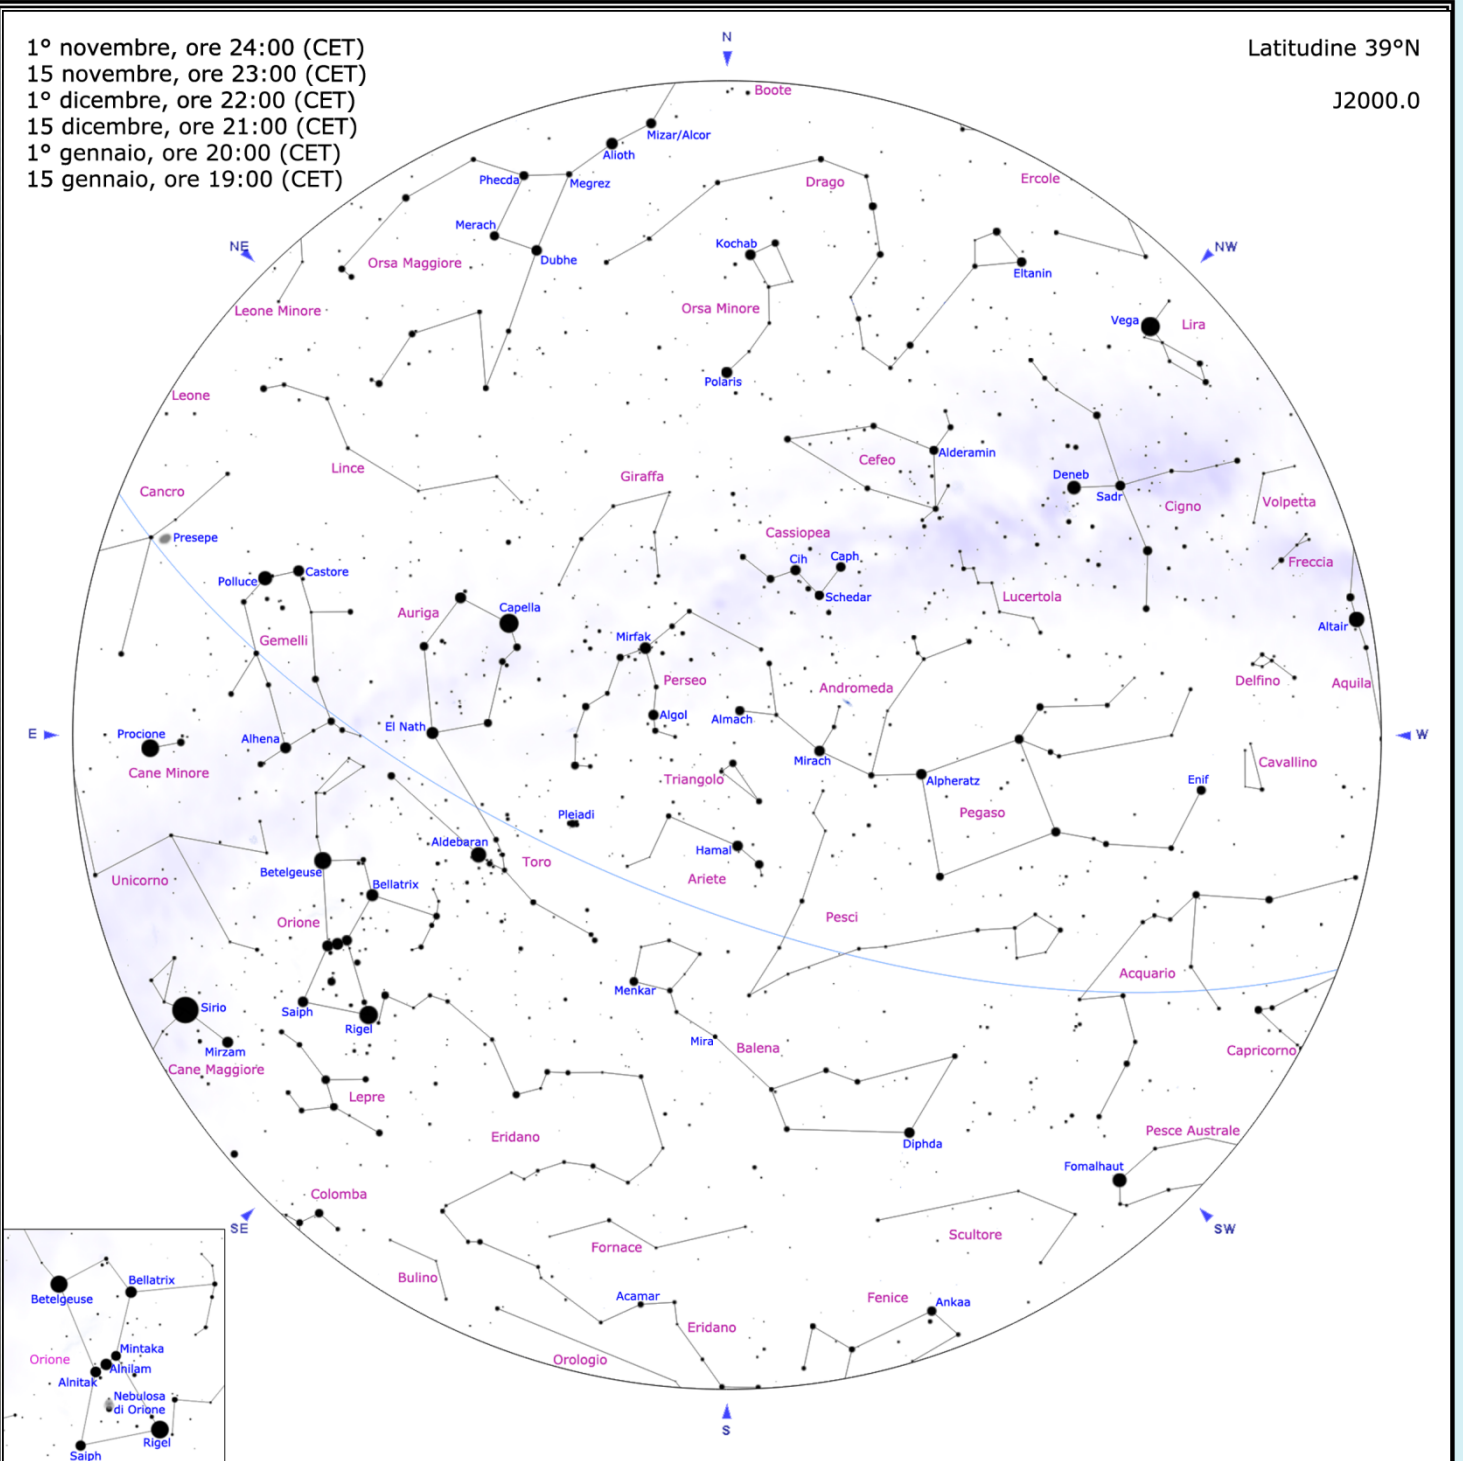 1° novembre, ore 24:00 (CET)
15 novembre, ore 23:00 (CET)
1° dicembre, ore 22:00 (CET)
15 dicembre, ore 21:00 (CET)
1° gennaio, ore 20:00 (CET)
15 gennaio, ore 19:00 (CET)
Latitudine 39°N
J2000.0
N
Boote
Mizar/Alcor
Alioth
Phecda
Megrez
Drago
Ercole
Merach
Kochab
NE
NW
Orsa Maggiore
Dubhe
Eltanin
Leone Minore
Orsa Minore
Vega
Lira
Polaris
Leone
Cefeo
Alderamin
Lince
Giraffa
Deneb
Sadr
Cigno
Volpetta
Cancro
Presepe
Cassiopea
Cih
Caph
Schedar
Freccia
Polluce
Castore
Lucertola
Auriga
Capella
Altair
Gemelli
Mirfak
Perseo
Andromeda
Delfino
Aquila
E
Procione
Alhena
El Nath
Algol
Almach
W
Cane Minore
Mirach
Triangolo
Alpheratz
Cavallino
Enif
Pleiadi
Pegaso
Aldebaran
Toro
Hamal
Betelgeuse
Bellatrix
Ariete
Unicorno
Orione
Pesci
Acquario
Menkar
Sirio
Saiph
Rigel
Mirzam
Mira
Balena
Capricorno
Cane Maggiore
Lepre
Eridano
Diphda
Pesce Australe
Fomalhaut
Colomba
SE
SW
Fornace
Scultore
Bulino
Acamar
Fenice
Ankaa
Eridano
Orologio
S
Betelgeuse
Bellatrix
Orione
Mintaka
Alnilam
Alnitak
Nebulosa
di Orione
Rigel
Saiph